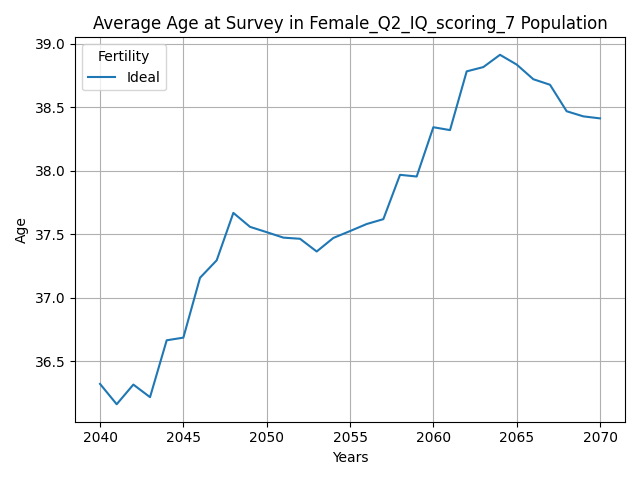 Average Age at Survey in Female_Q2_IQ_scoring_7 Population
Fertility
Ideal
39.0
38.5
38.0
37.5
37.0
36.5
Age
2040 2045 2050 2055 2060 2065 2070
Years